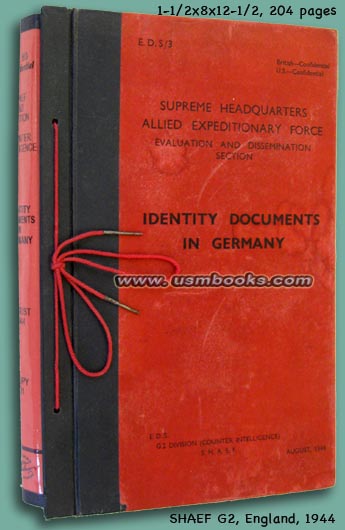 1-1/2x8x12-1/2, 204 pages
E. D. S/3
British—Confidential
U.S.—Confidential
SUPREME HEADQUARTERS
ALLIED EXPEDITIONARY FORCE
EVALUATION AND DISSEMINATION
SECTION
IDENTITY DOCUMENTS
IN GERMANY
www.usmbooks.com
E.D.S.
G2 DIVISION (COUNTER INTELLIGENCE)
S. H. A. E. F.
AUGUST, 1944
SHAEF G2, England, 1944